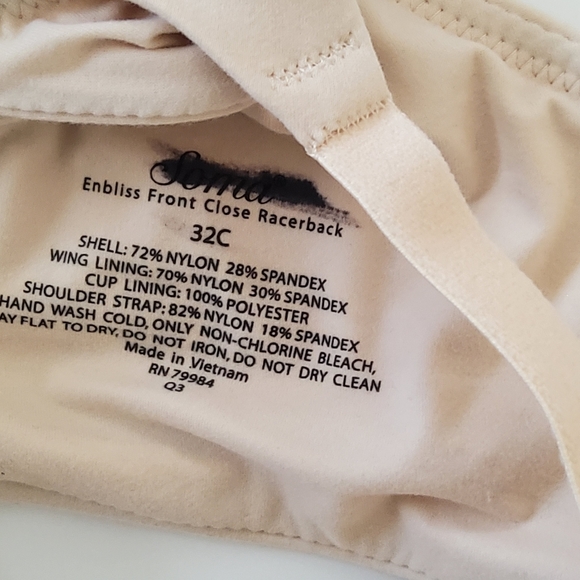 Soma
Enbliss Front Close Racerback
32C
SHELL: 72% NYLON 28% SPANDEX
WING LINING: 70% NYLON 30% SPANDEX
CUP LINING: 100% POLYESTER
SHOULDER STRAP: 82% NYLON 18% SPANDEX
HAND WASH COLD, ONLY NON-CHLORINE BLEACH,
AY FLAT TO DRY, DO NOT IRON, DO NOT DRY CLEAN
Made in Vietnam
RN 79984
Q3